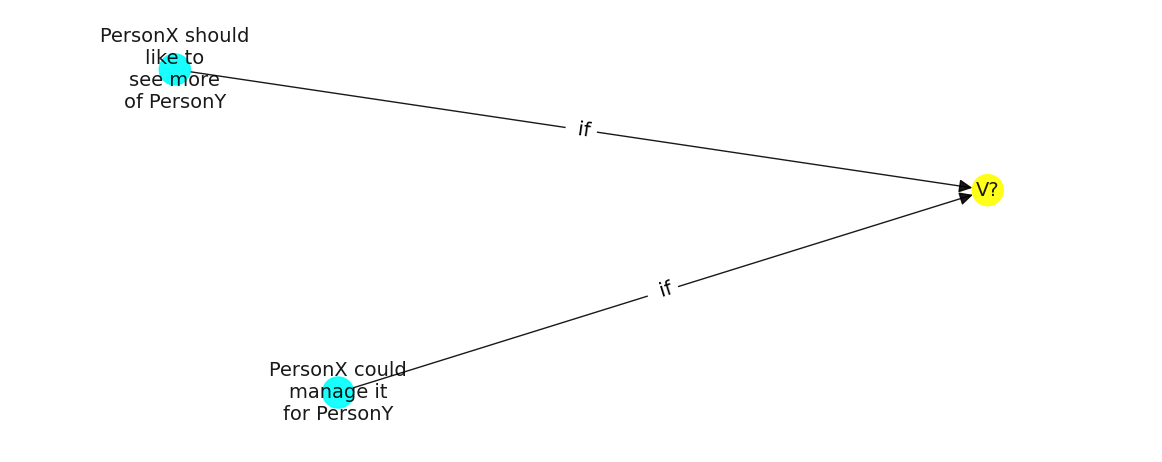 PersonX should
like to
see more
of PersonY
if
V?
if
PersonX could
manage it
for PersonY